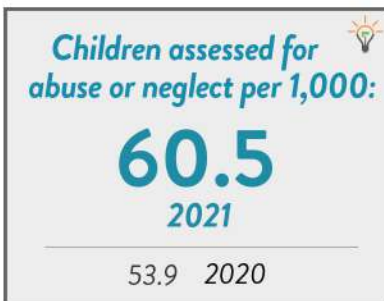 Children assessed for
abuse or neglect per 1,000:
60.5
2021
53.9 2020